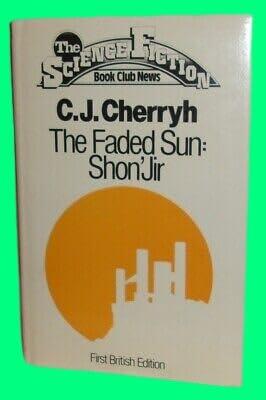 The
SCIENCE FICTION
Book Club News
C.J. Cherryh
The Faded Sun:
Shon'Jir
First British Edition